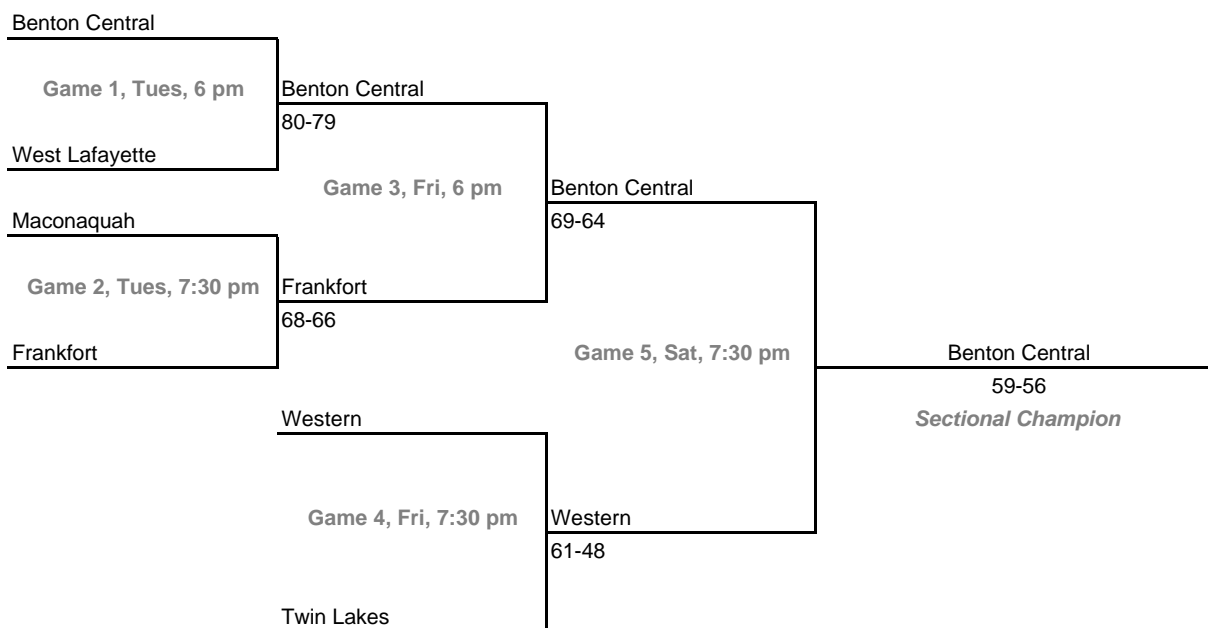 Benton Central
Game 1, Tues, 6 pm
Benton Central
80-79
West Lafayette
Game 3, Fri, 6 pm
Benton Central
69-64
Maconaquah
Game 2, Tues, 7:30 pm
Frankfort
68-66
Frankfort
Game 5, Sat, 7:30 pm
Benton Central
59-56
Sectional Champion
Western
Game 4, Fri, 7:30 pm
Western
61-48
Twin Lakes